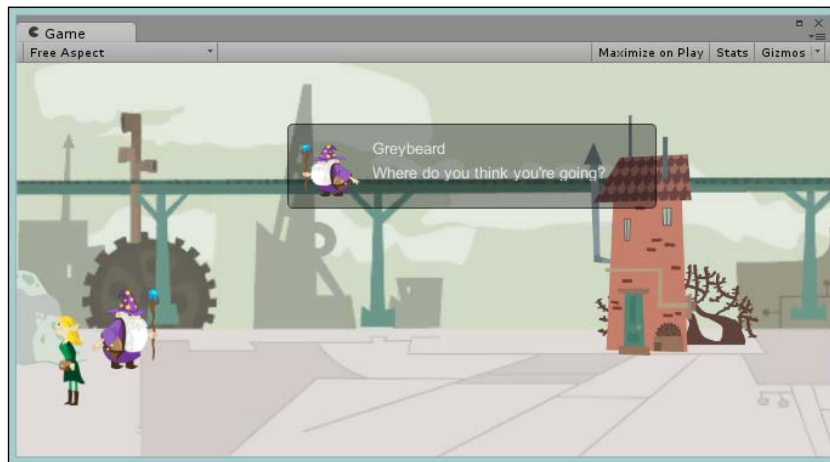 Game
Free Aspect
Maximize on Play Stats Gizmos
Greybeard
Where do you think you're going?